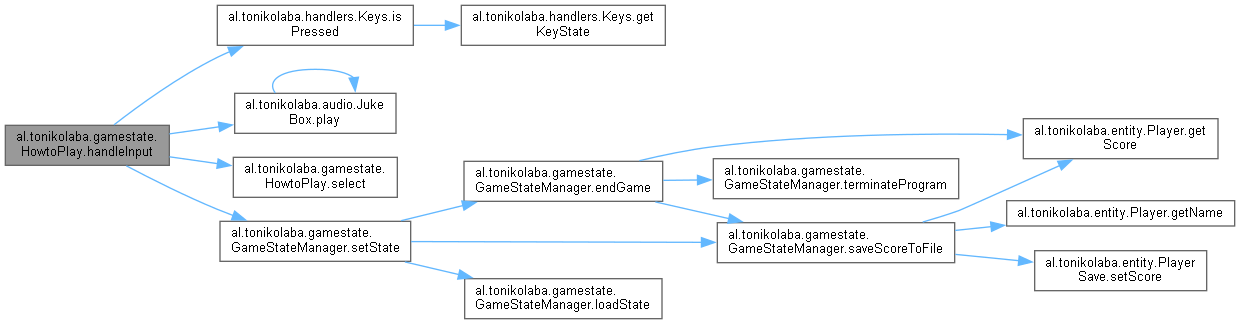 al.tonikolaba.gamestate.
HowtoPlay.handleInput
al.tonikolaba.handlers.Keys.is
Pressed
al.tonikolaba.handlers.Keys.get
KeyState
al.tonikolaba.audio.Juke
Box.play
al.tonikolaba.gamestate.
HowtoPlay.select
al.tonikolaba.gamestate.
GameStateManager.setState
al.tonikolaba.gamestate.
GameStateManager.endGame
al.tonikolaba.entity.Player.get
Score
al.tonikolaba.gamestate.
GameStateManager.terminateProgram
al.tonikolaba.gamestate.
GameStateManager.saveScoreToFile
al.tonikolaba.entity.Player.getName
al.tonikolaba.entity.Player
Save.setScore
al.tonikolaba.gamestate.
GameStateManager.loadState